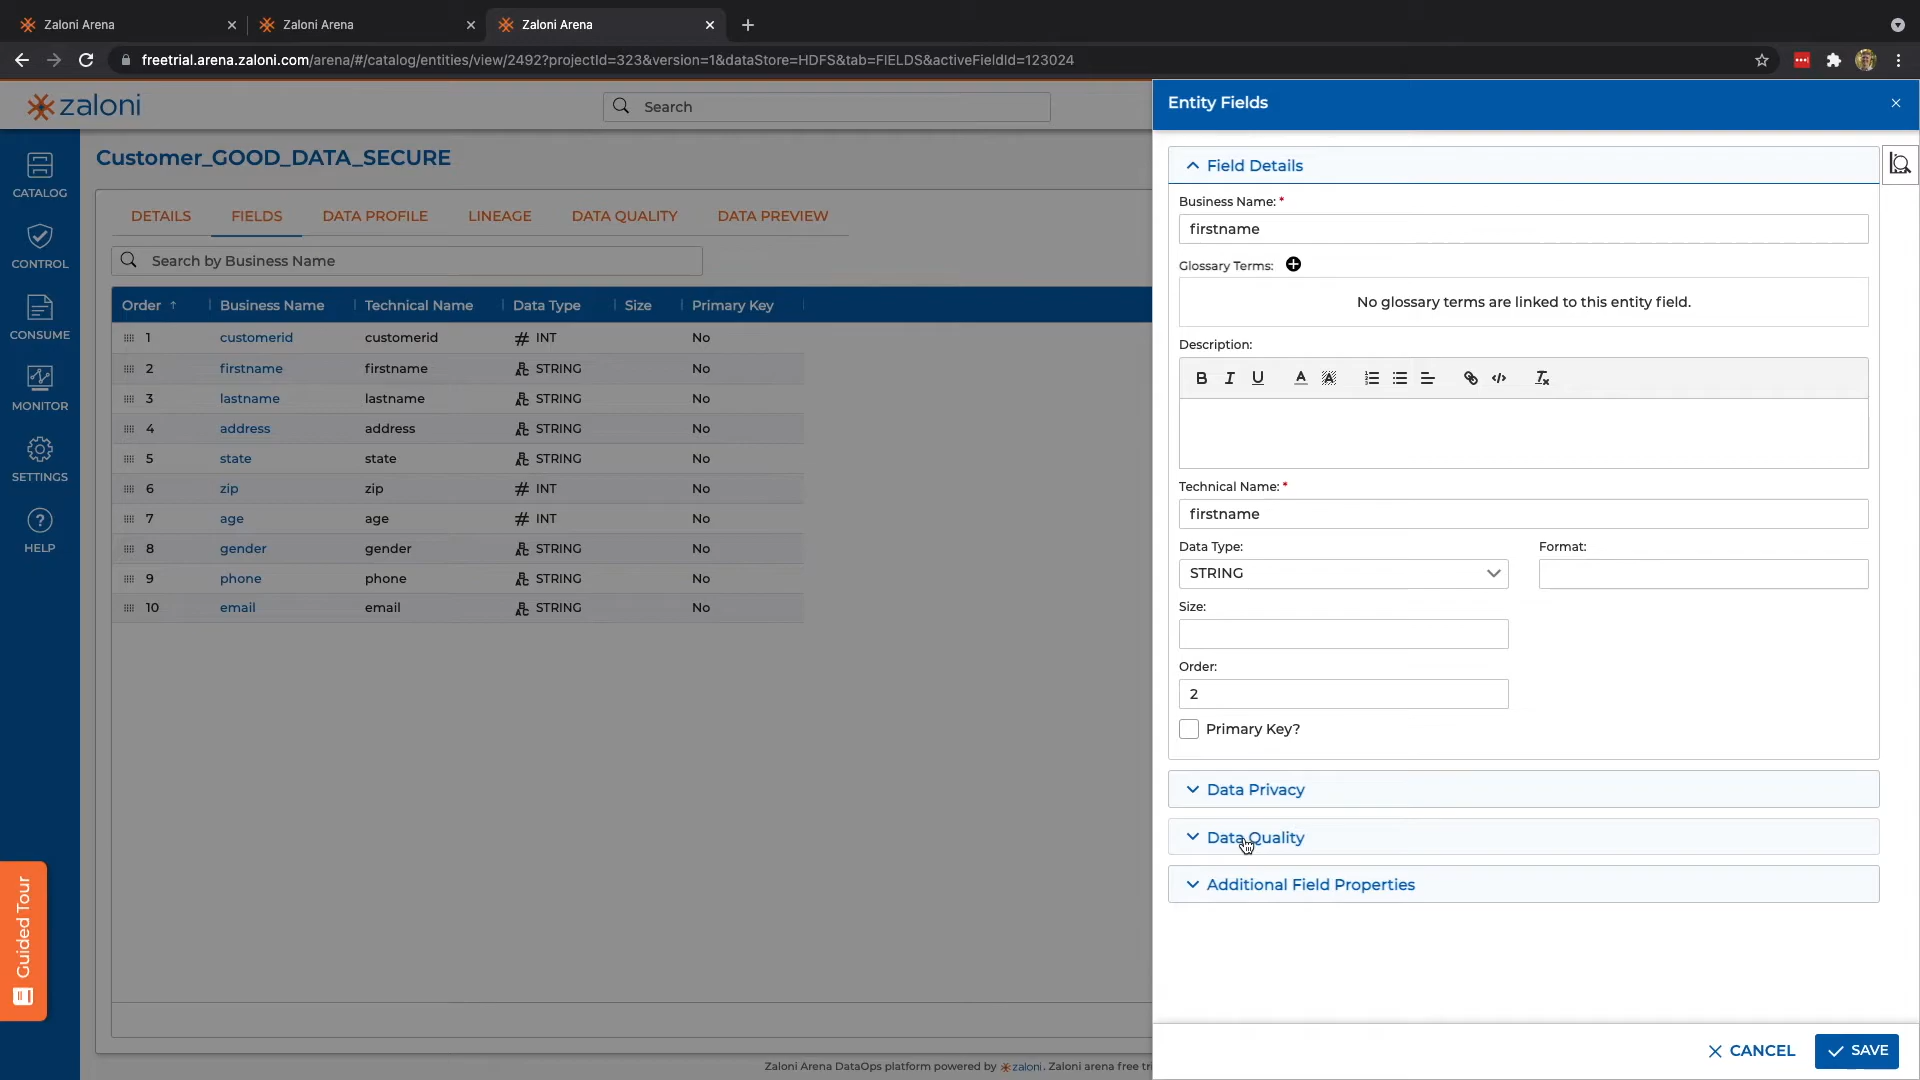 Zaloni Arena
Zaloni Arena
Zaloni Arena
freetrial.arena.zaloni.com/arena/#/catalog/entities/view/2492?projectId=323&version=1&dataStore=HDFS&tab=FIELDS&activeFieldId=123024
zaloni
Search
CATALOG
CONTROL
CONSUME
MONITOR
SETTINGS
HELP
Guided Tour
Customer_GOOD_DATA_SECURE
DETAILS FIELDS DATA PROFILE LINEAGE DATA QUALITY DATA PREVIEW
Search by Business Name
Order ↑ Business Name Technical Name Data Type Size Primary Key
1 customerid customerid # INT No
2 firstname firstname STRING No
3 lastname lastname STRING No
4 address address STRING No
5 state state STRING No
6 zip zip # INT No
7 age age # INT No
8 gender gender STRING No
9 phone phone STRING No
10 email email STRING No
Zaloni Arena DataOps platform powered by zaloni. Zaloni arena free tri
Entity Fields
Field Details
Business Name: *
firstname
Glossary Terms:
No glossary terms are linked to this entity field.
Description:
B I U A
Technical Name: *
firstname
Data Type: Format:
STRING
Size:
Order:
2
Primary Key?
Data Privacy
Data Quality
Additional Field Properties
CANCEL SAVE